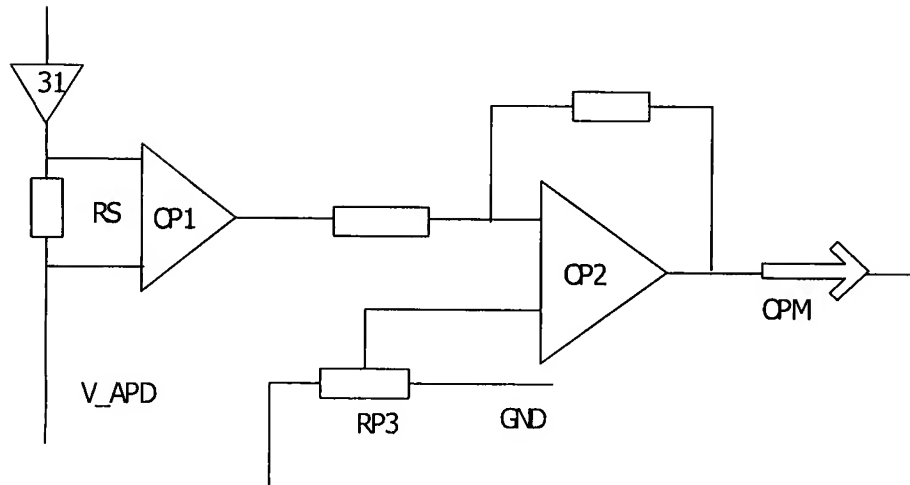 31
RS
OP1
OP2
OPM
V_APD
RP3
GND